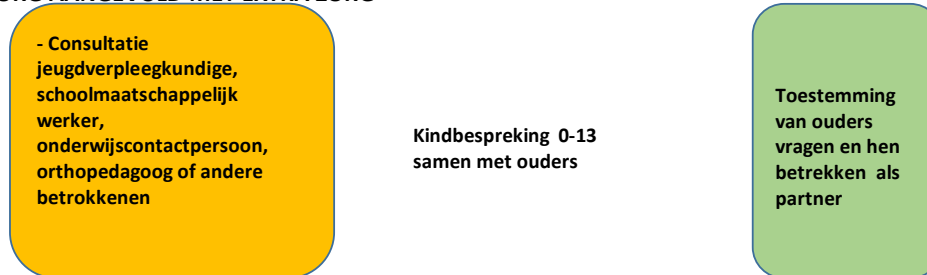 - Consultatie
jeugdverpleegkundige,
schoolmaatschappelijk
werker,
onderwijscontactpersoon,
orthopedagoog of andere
betrokkenen
Kindbespreking 0-13
samen met ouders
Toestemming
van ouders
vragen en hen
betrekken als
partner